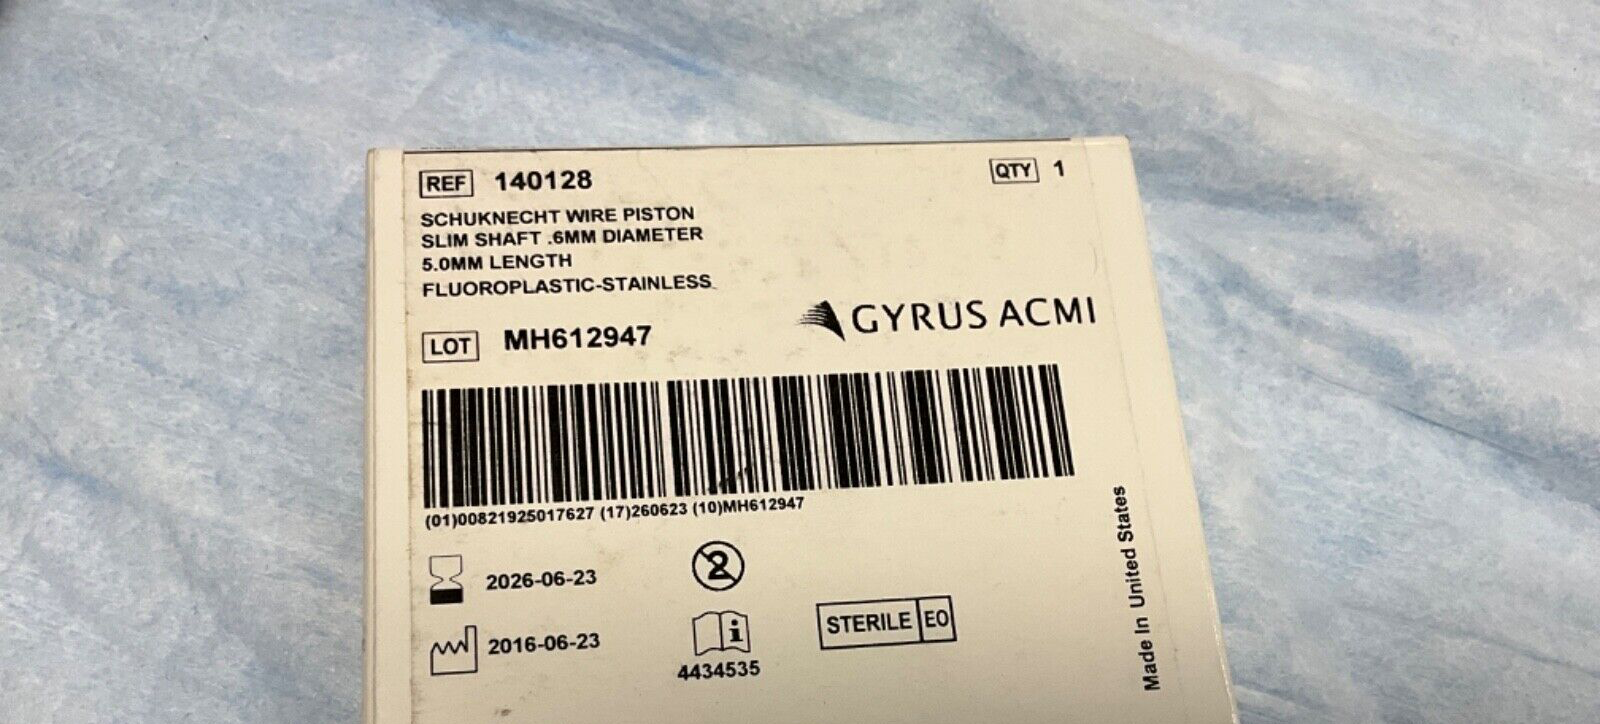 REF 140128
QTY 1
SCHUKNECHT WIRE PISTON
SLIM SHAFT .6MM DIAMETER
5.0MM LENGTH
FLUOROPLASTIC-STAINLESS
GYRUS ACMI
LOT MH612947
(01)00821925017627 (17)260623 (10)MH612947
2026-06-23
2
2016-06-23
i
4434535
STERILE EO
Made In United States